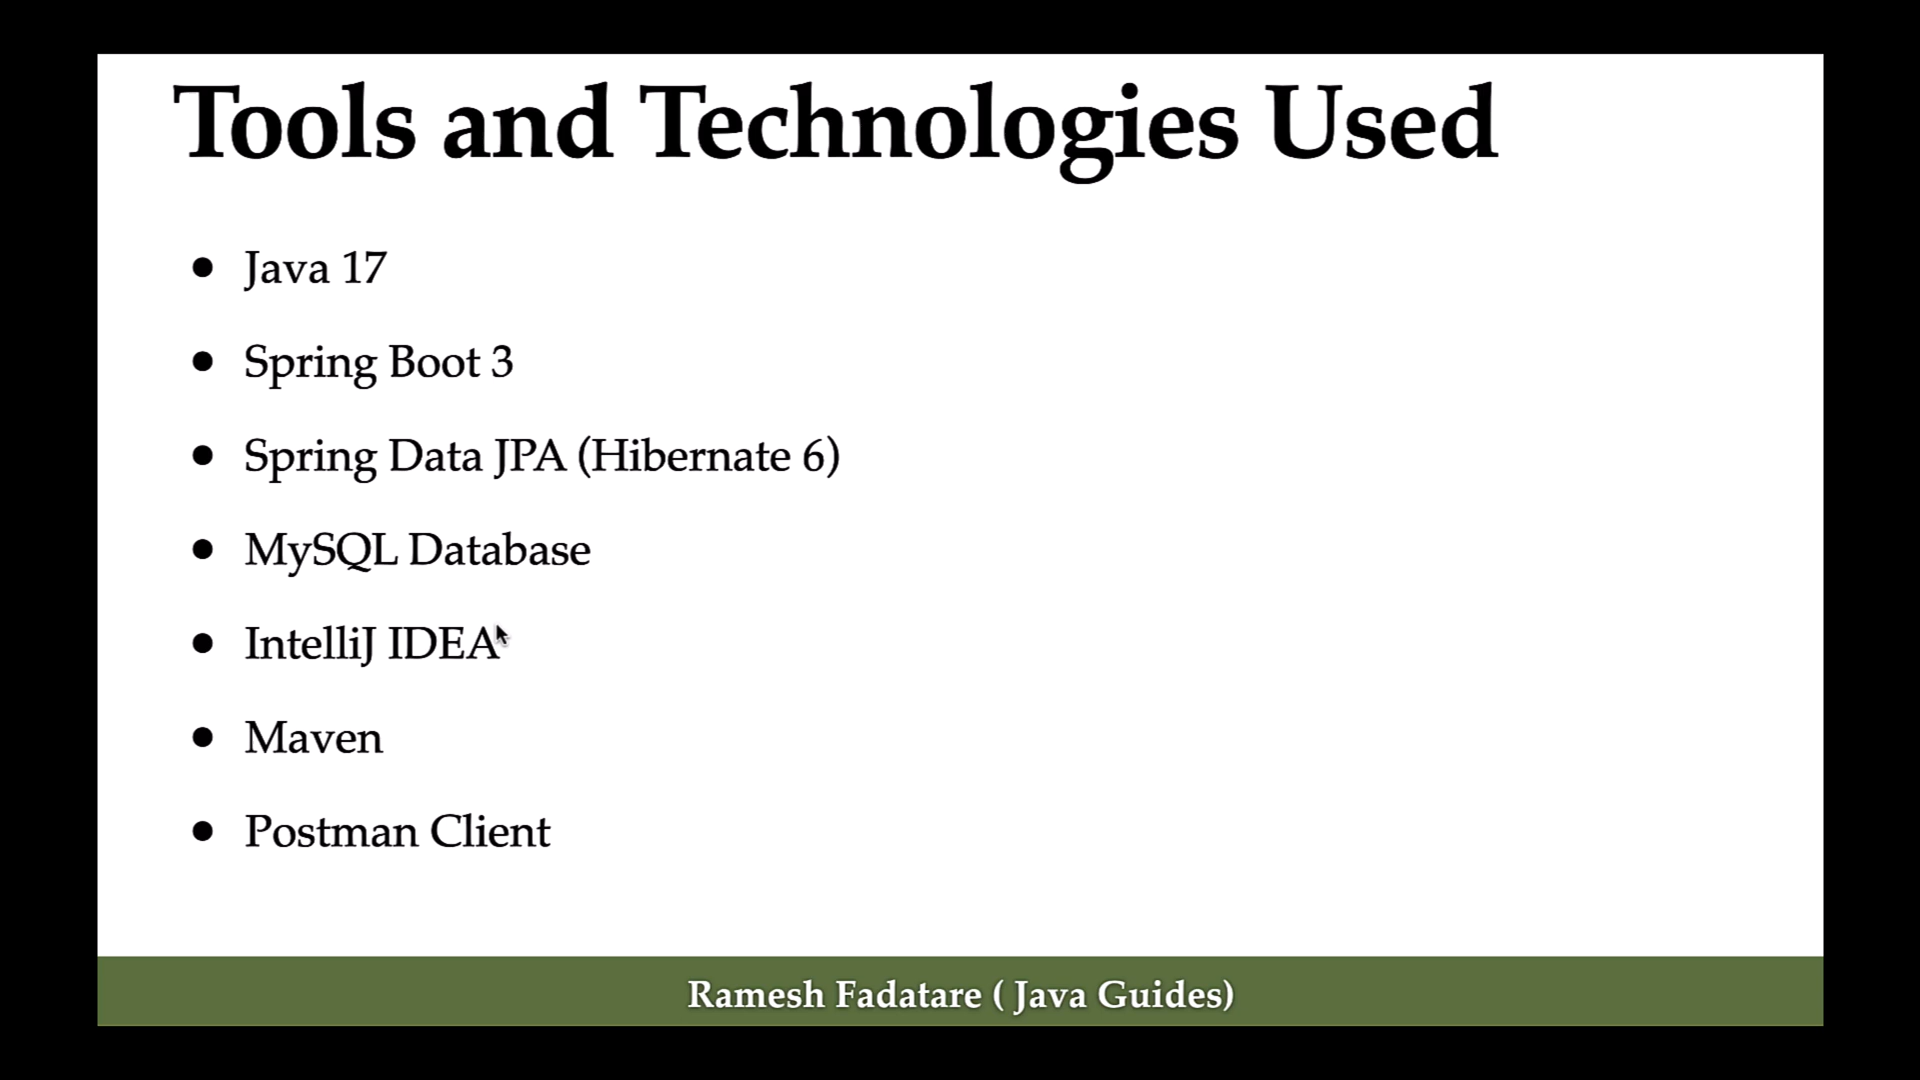 Tools and Technologies Used
• Java 17
• Spring Boot 3
• Spring Data JPA (Hibernate 6)
• MySQL Database
• IntelliJ IDEA
• Maven
• Postman Client
Ramesh Fadatare ( Java Guides)